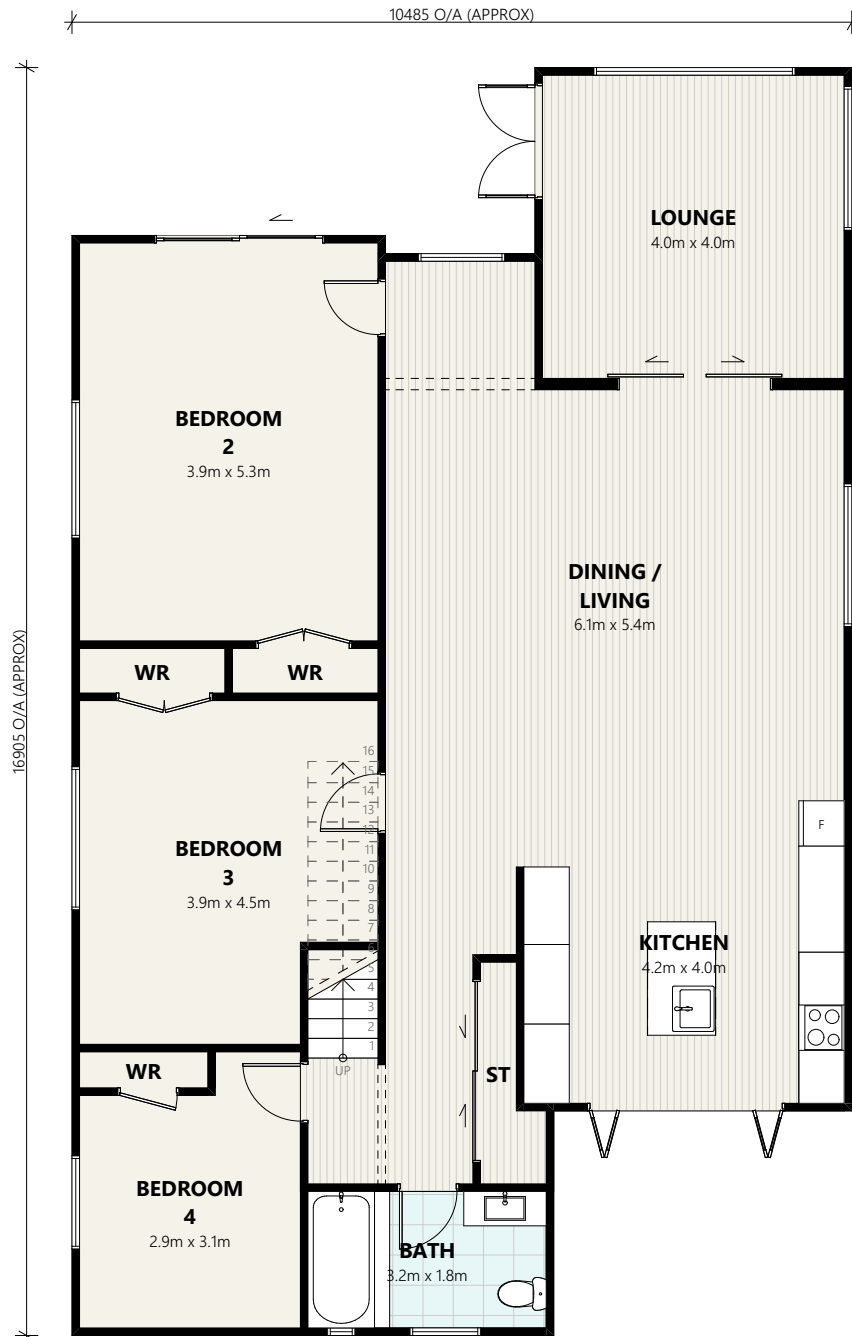 10485 O/A (APPROX)
16905 O/A (APPROX)
LOUNGE
4.0m x 4.0m
BEDROOM
2
3.9m x 5.3m
DINING /
LIVING
6.1m x 5.4m
WR
WR
BEDROOM
3
3.9m x 4.5m
16
15
14
13
12
11
10
9
8
7
6
5
4
3
2
1
UP
F
KITCHEN
4.2m x 4.0m
WR
ST
BEDROOM
4
2.9m x 3.1m
BATH
3.2m x 1.8m